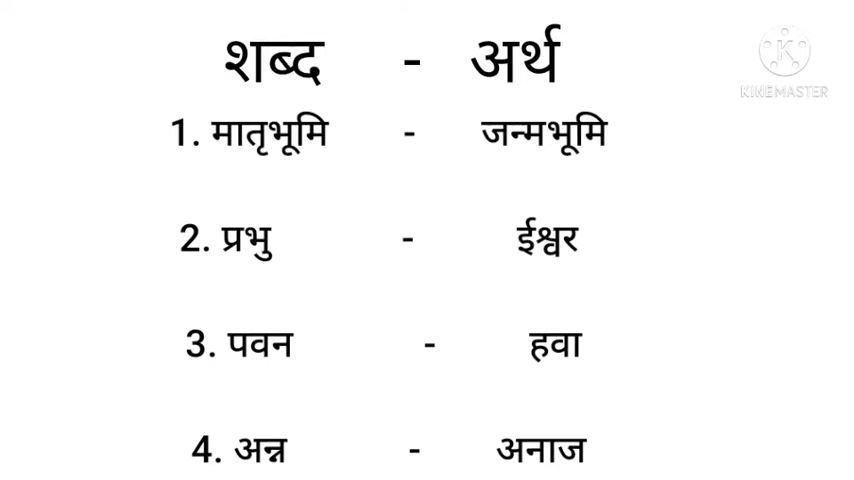 शब्द - अर्थ
KINEMASTER
1. मातृभूमि - जन्मभूमि
2. प्रभु - ईश्वर
3. पवन - हवा
4. अन्न - अनाज